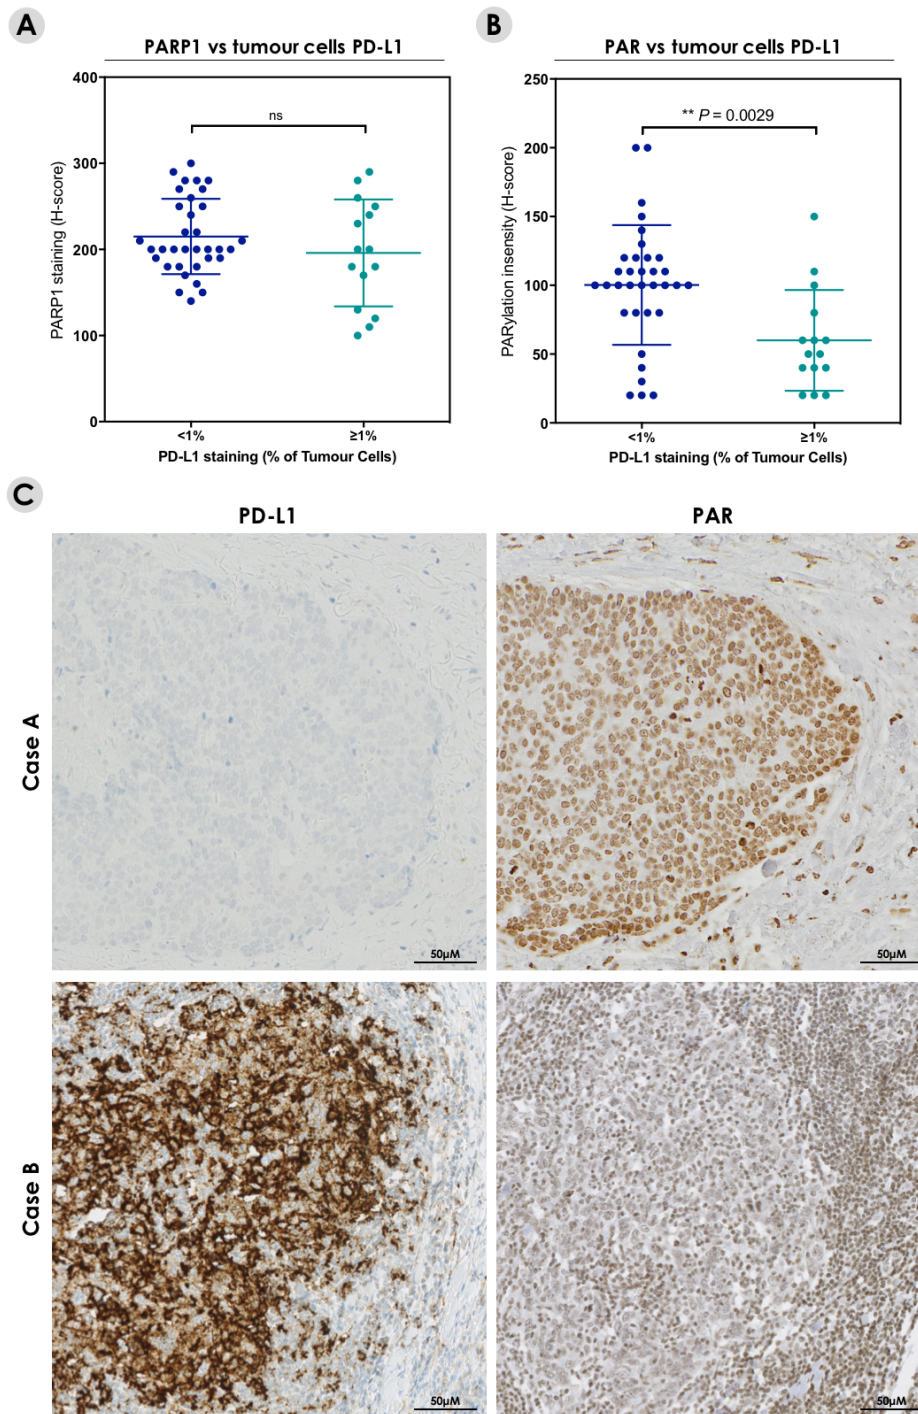 A
PARP1 vs tumour cells PD-L1
400
300
200
100
0
PARP1 staining (H-score)
ns
<1%
≥1%
PD-L1 staining (% of Tumour Cells)
B
PAR vs tumour cells PD-L1
250
200
150
100
50
0
PARylation insensity (H-score)
** P = 0.0029
<1%
≥1%
PD-L1 staining (% of Tumour Cells)
C
PD-L1
PAR
Case A
50µM
50µM
Case B
50µM
50µM